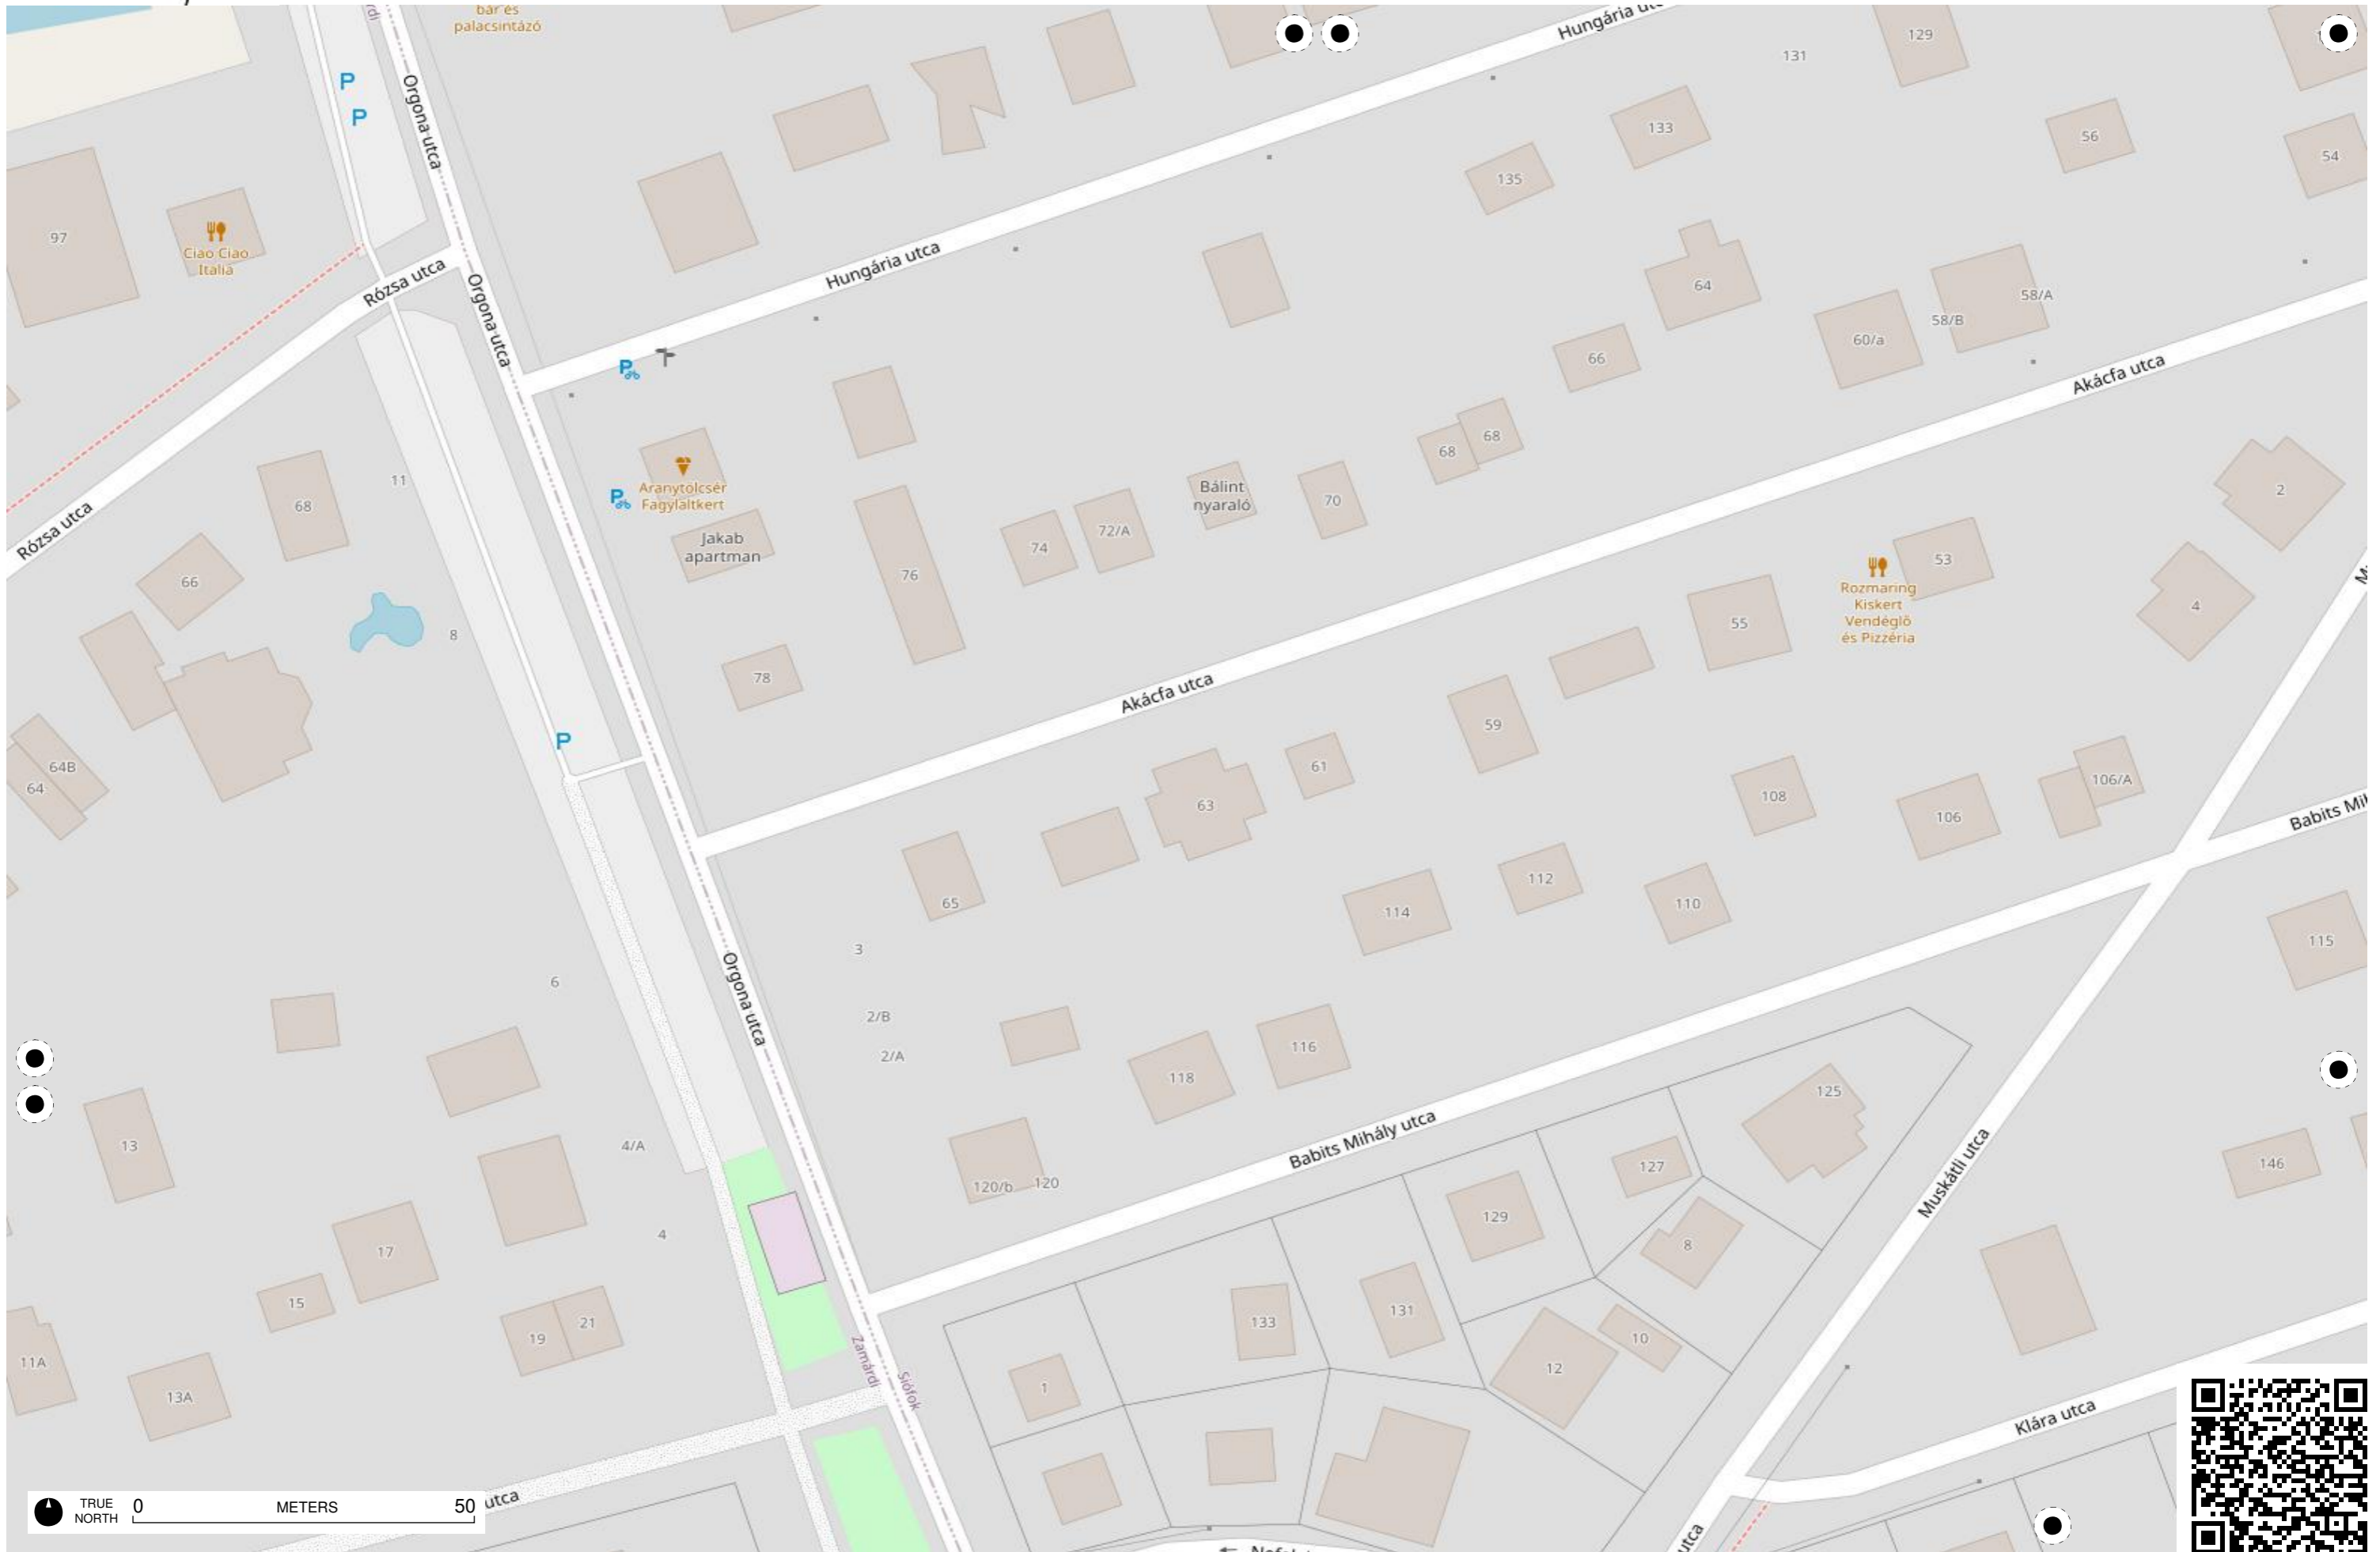 bár és
palacsintázó
Hungária utc
129
131
P
P
Orgona utca
133
56
54
135
97
Ciao Ciao
Italia
Rózsa utca
Hungária utca
Orgona utca
64
58/A
58/B
60/a
66
Akácfa utca
P
68
68
11
Aranytölcsér
Fagylaltkert
P
Bálint
nyaraló
70
2
68
Rózsa utca
Jakab
apartman
74
72/A
53
66
76
Rozmaring
Kiskert
Vendéglő
és Pizzéria
4
55
8
78
Akácfa utca
59
P
64B
64
61
63
108
106/A
106
Babits Mi
65
114
112
110
115
3
6
Orgona utca
2/B
2/A
116
118
125
13
4/A
Babits Mihály utca
127
146
120/b
120
Muskátli utca
4
129
8
17
15
19
21
133
131
10
12
11A
13A
Zamárdi
Siófok
1
Klára utca
TRUE
NORTH
0
METERS
50
utca
utca